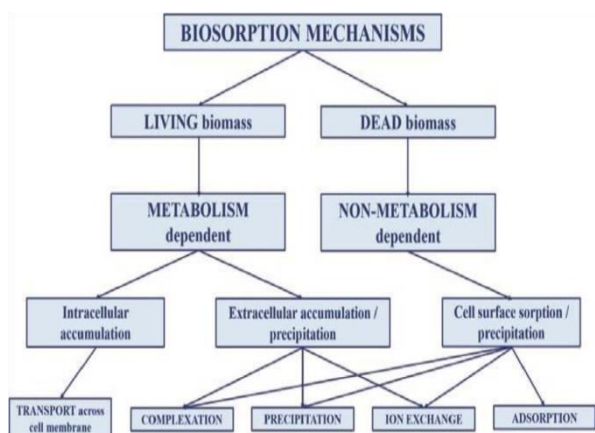 BIOSORPTION MECHANISMS
LIVING biomass
DEAD biomass
METABOLISM
dependent
NON-METABOLISM
dependent
Intracellular
accumulation
Extracellular accumulation /
precipitation
Cell surface sorption /
precipitation
TRANSPORT across
cell membrane
COMPLEXATION
PRECIPITATION
ION EXCHANGE
ADSORPTION